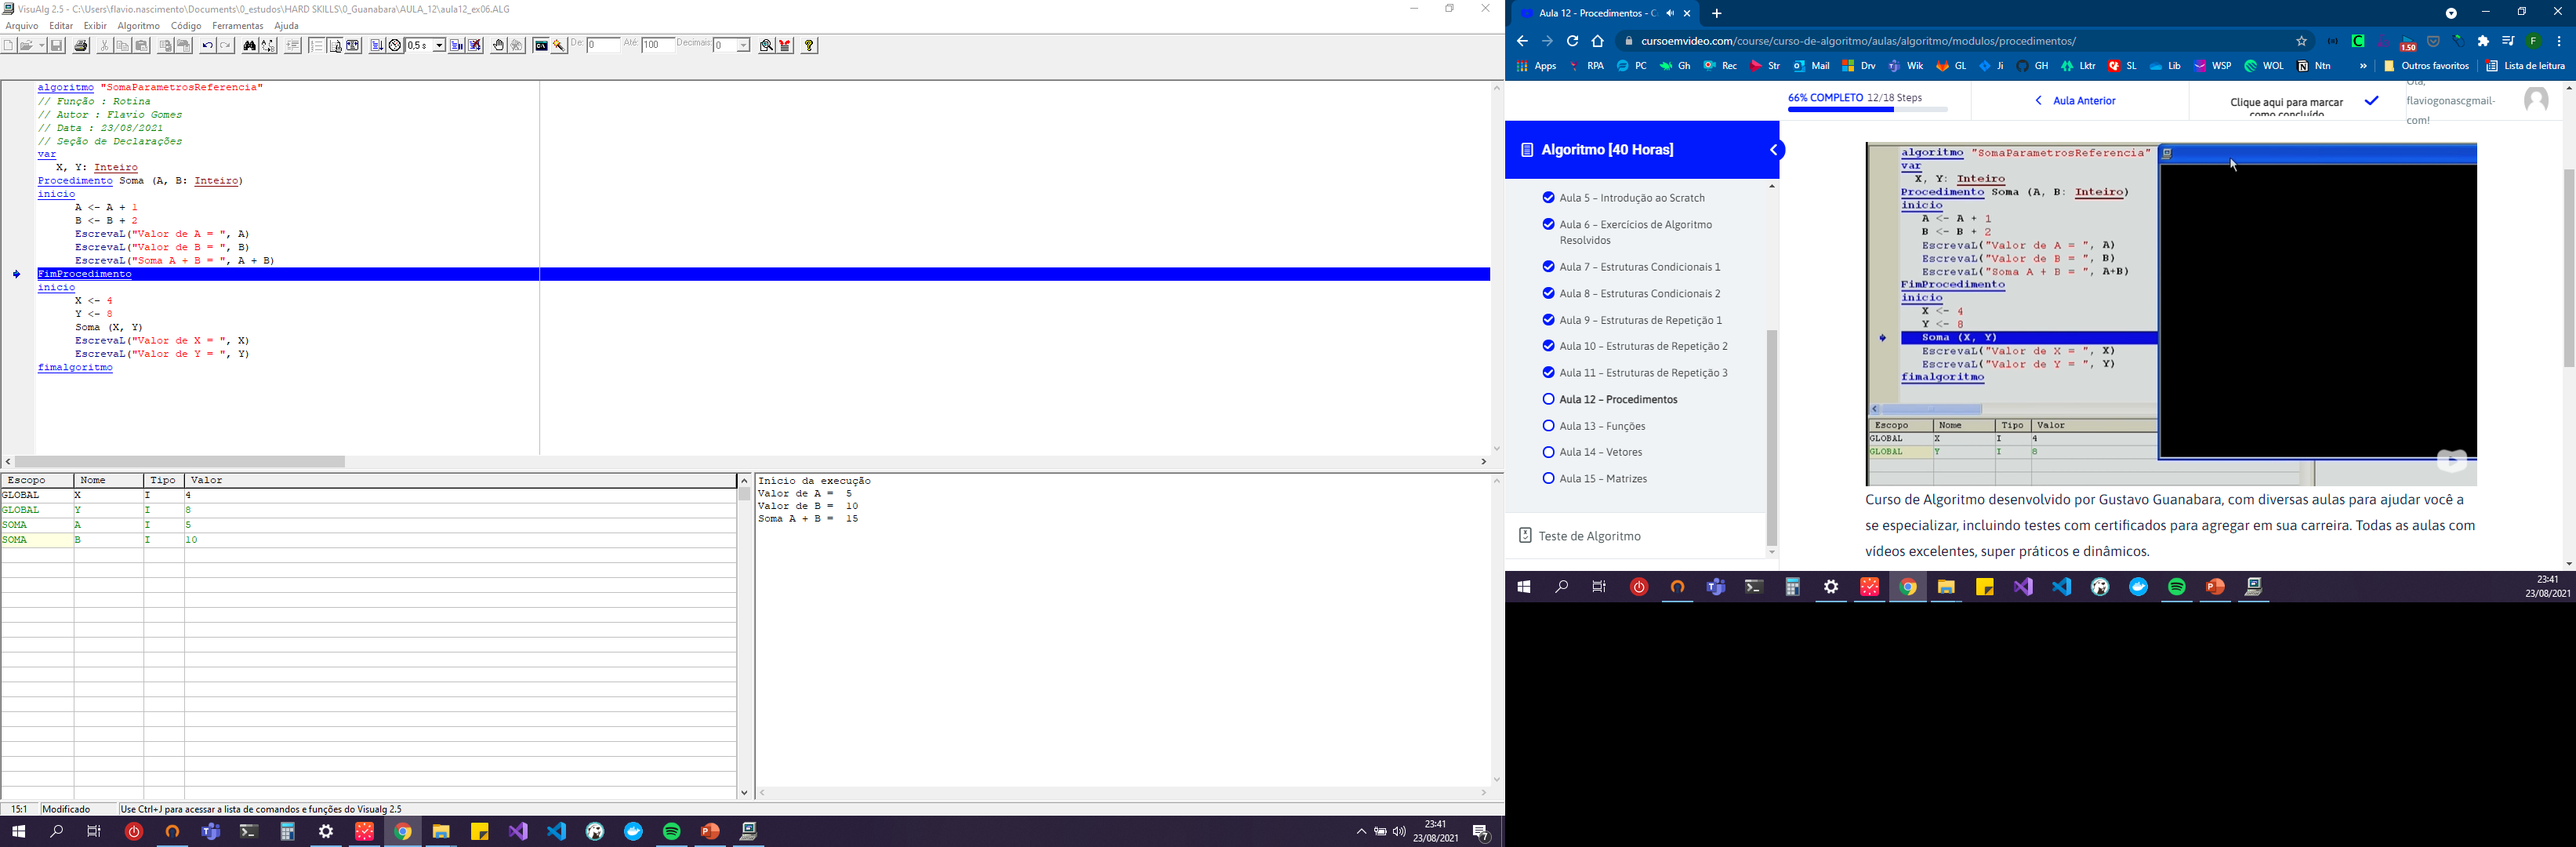 VisuAlg 2.5 - C:\Users\flavio.nascimento\Documents\0_estudos\HARD SKILLS\0_Guanabara\AULA_12\aula12_ex06.ALG
Arquivo Editar Exibir Algoritmo Código Ferramentas Ajuda
0,5 s De: 0 Até: 100 Decimais: 0
algoritmo "SomaParametrosReferencia"
// Função : Rotina
// Autor : Flavio Gomes
// Data : 23/08/2021
// Seção de Declarações
var
X, Y: Inteiro
Procedimento Soma (A, B: Inteiro)
inicio
A <- A + 1
B <- B + 2
EscrevaL("Valor de A = ", A)
EscrevaL("Valor de B = ", B)
EscrevaL("Soma A + B = ", A + B)
FimProcedimento
inicio
X <- 4
Y <- 8
Soma (X, Y)
EscrevaL("Valor de X = ", X)
EscrevaL("Valor de Y = ", Y)
fimalgoritmo
Escopo Nome Tipo Valor
GLOBAL X I 4
GLOBAL Y I 8
SOMA A I 5
SOMA B I 10
Início da execução
Valor de A = 5
Valor de B = 10
Soma A + B = 15
15:1 Modificado Use Ctrl+J para acessar a lista de comandos e funções do Visualg 2.5
23:41
23/08/2021
7
Aula 12 - Procedimentos - C
cursoemvideo.com/course/curso-de-algoritmo/aulas/algoritmo/modulos/procedimentos/
1.50
F
Apps RPA PC Gh Rec Str Mail Drv Wik GL Ji GH Lktr SL Lib WSP WOL Ntn » Outros favoritos Lista de leitura
66% COMPLETO 12/18 Steps
Aula Anterior
Clique aqui para marcar
como concluído
Olá,
flaviogonascgmail-
com!
Algoritmo [40 Horas]
Aula 5 – Introdução ao Scratch
Aula 6 – Exercícios de Algoritmo
Resolvidos
Aula 7 – Estruturas Condicionais 1
Aula 8 – Estruturas Condicionais 2
Aula 9 – Estruturas de Repetição 1
Aula 10 – Estruturas de Repetição 2
Aula 11 – Estruturas de Repetição 3
Aula 12 – Procedimentos
Aula 13 – Funções
Aula 14 – Vetores
Aula 15 – Matrizes
Teste de Algoritmo
algoritmo "SomaParametrosReferencia"
var
X, Y: Inteiro
Procedimento Soma (A, B: Inteiro)
inicio
A <- A + 1
B <- B + 2
EscrevaL("Valor de A = ", A)
EscrevaL("Valor de B = ", B)
EscrevaL("Soma A + B = ", A+B)
FimProcedimento
inicio
X <- 4
Y <- 8
Soma (X, Y)
EscrevaL("Valor de X = ", X)
EscrevaL("Valor de Y = ", Y)
fimalgoritmo
Escopo Nome Tipo Valor
GLOBAL X I 4
GLOBAL Y I 8
Curso de Algoritmo desenvolvido por Gustavo Guanabara, com diversas aulas para ajudar você a
se especializar, incluindo testes com certificados para agregar em sua carreira. Todas as aulas com
vídeos excelentes, super práticos e dinâmicos.
23:41
23/08/2021